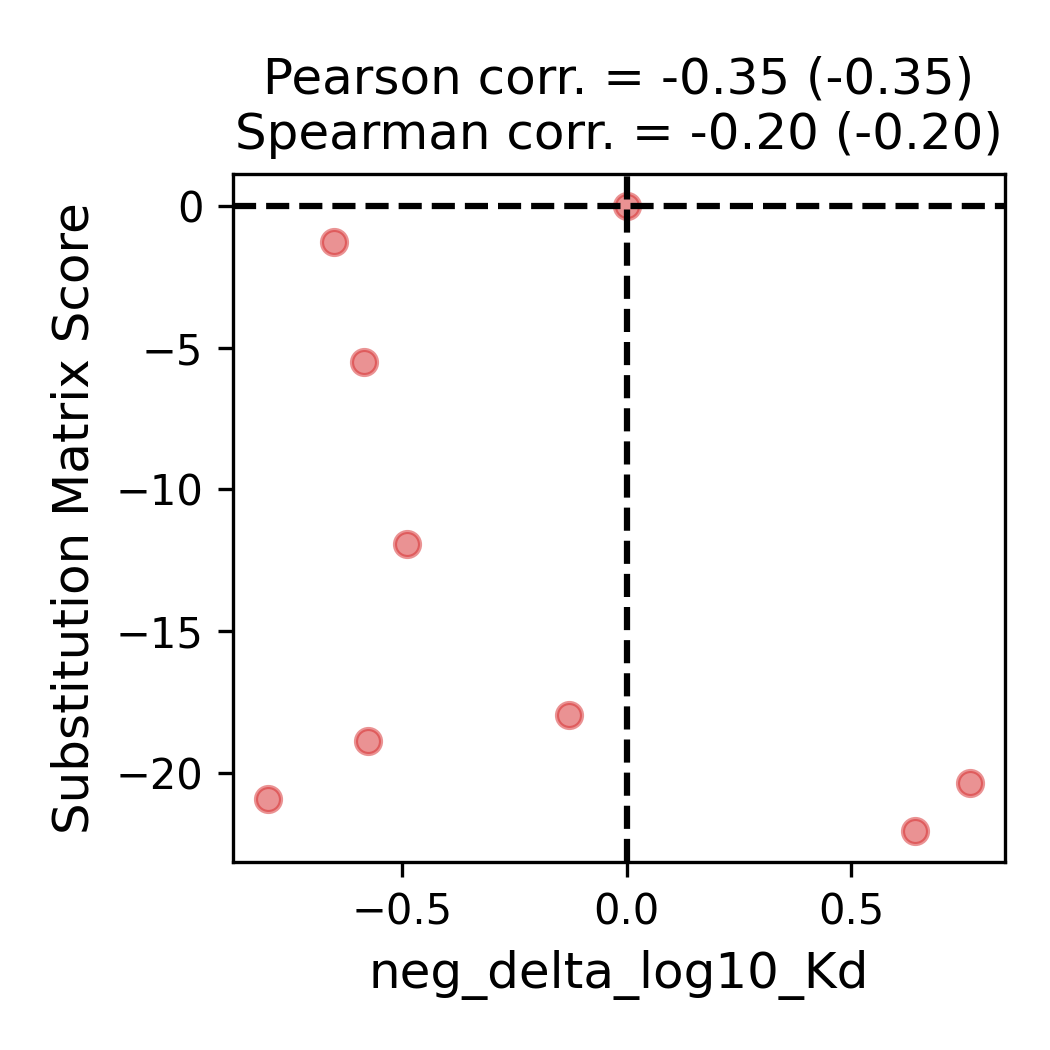 Pearson corr. = -0.35 (-0.35)
Spearman corr. = -0.20 (-0.20)
Substitution Matrix Score
0
−5
−10
−15
−20
−0.5
0.0
0.5
neg_delta_log10_Kd